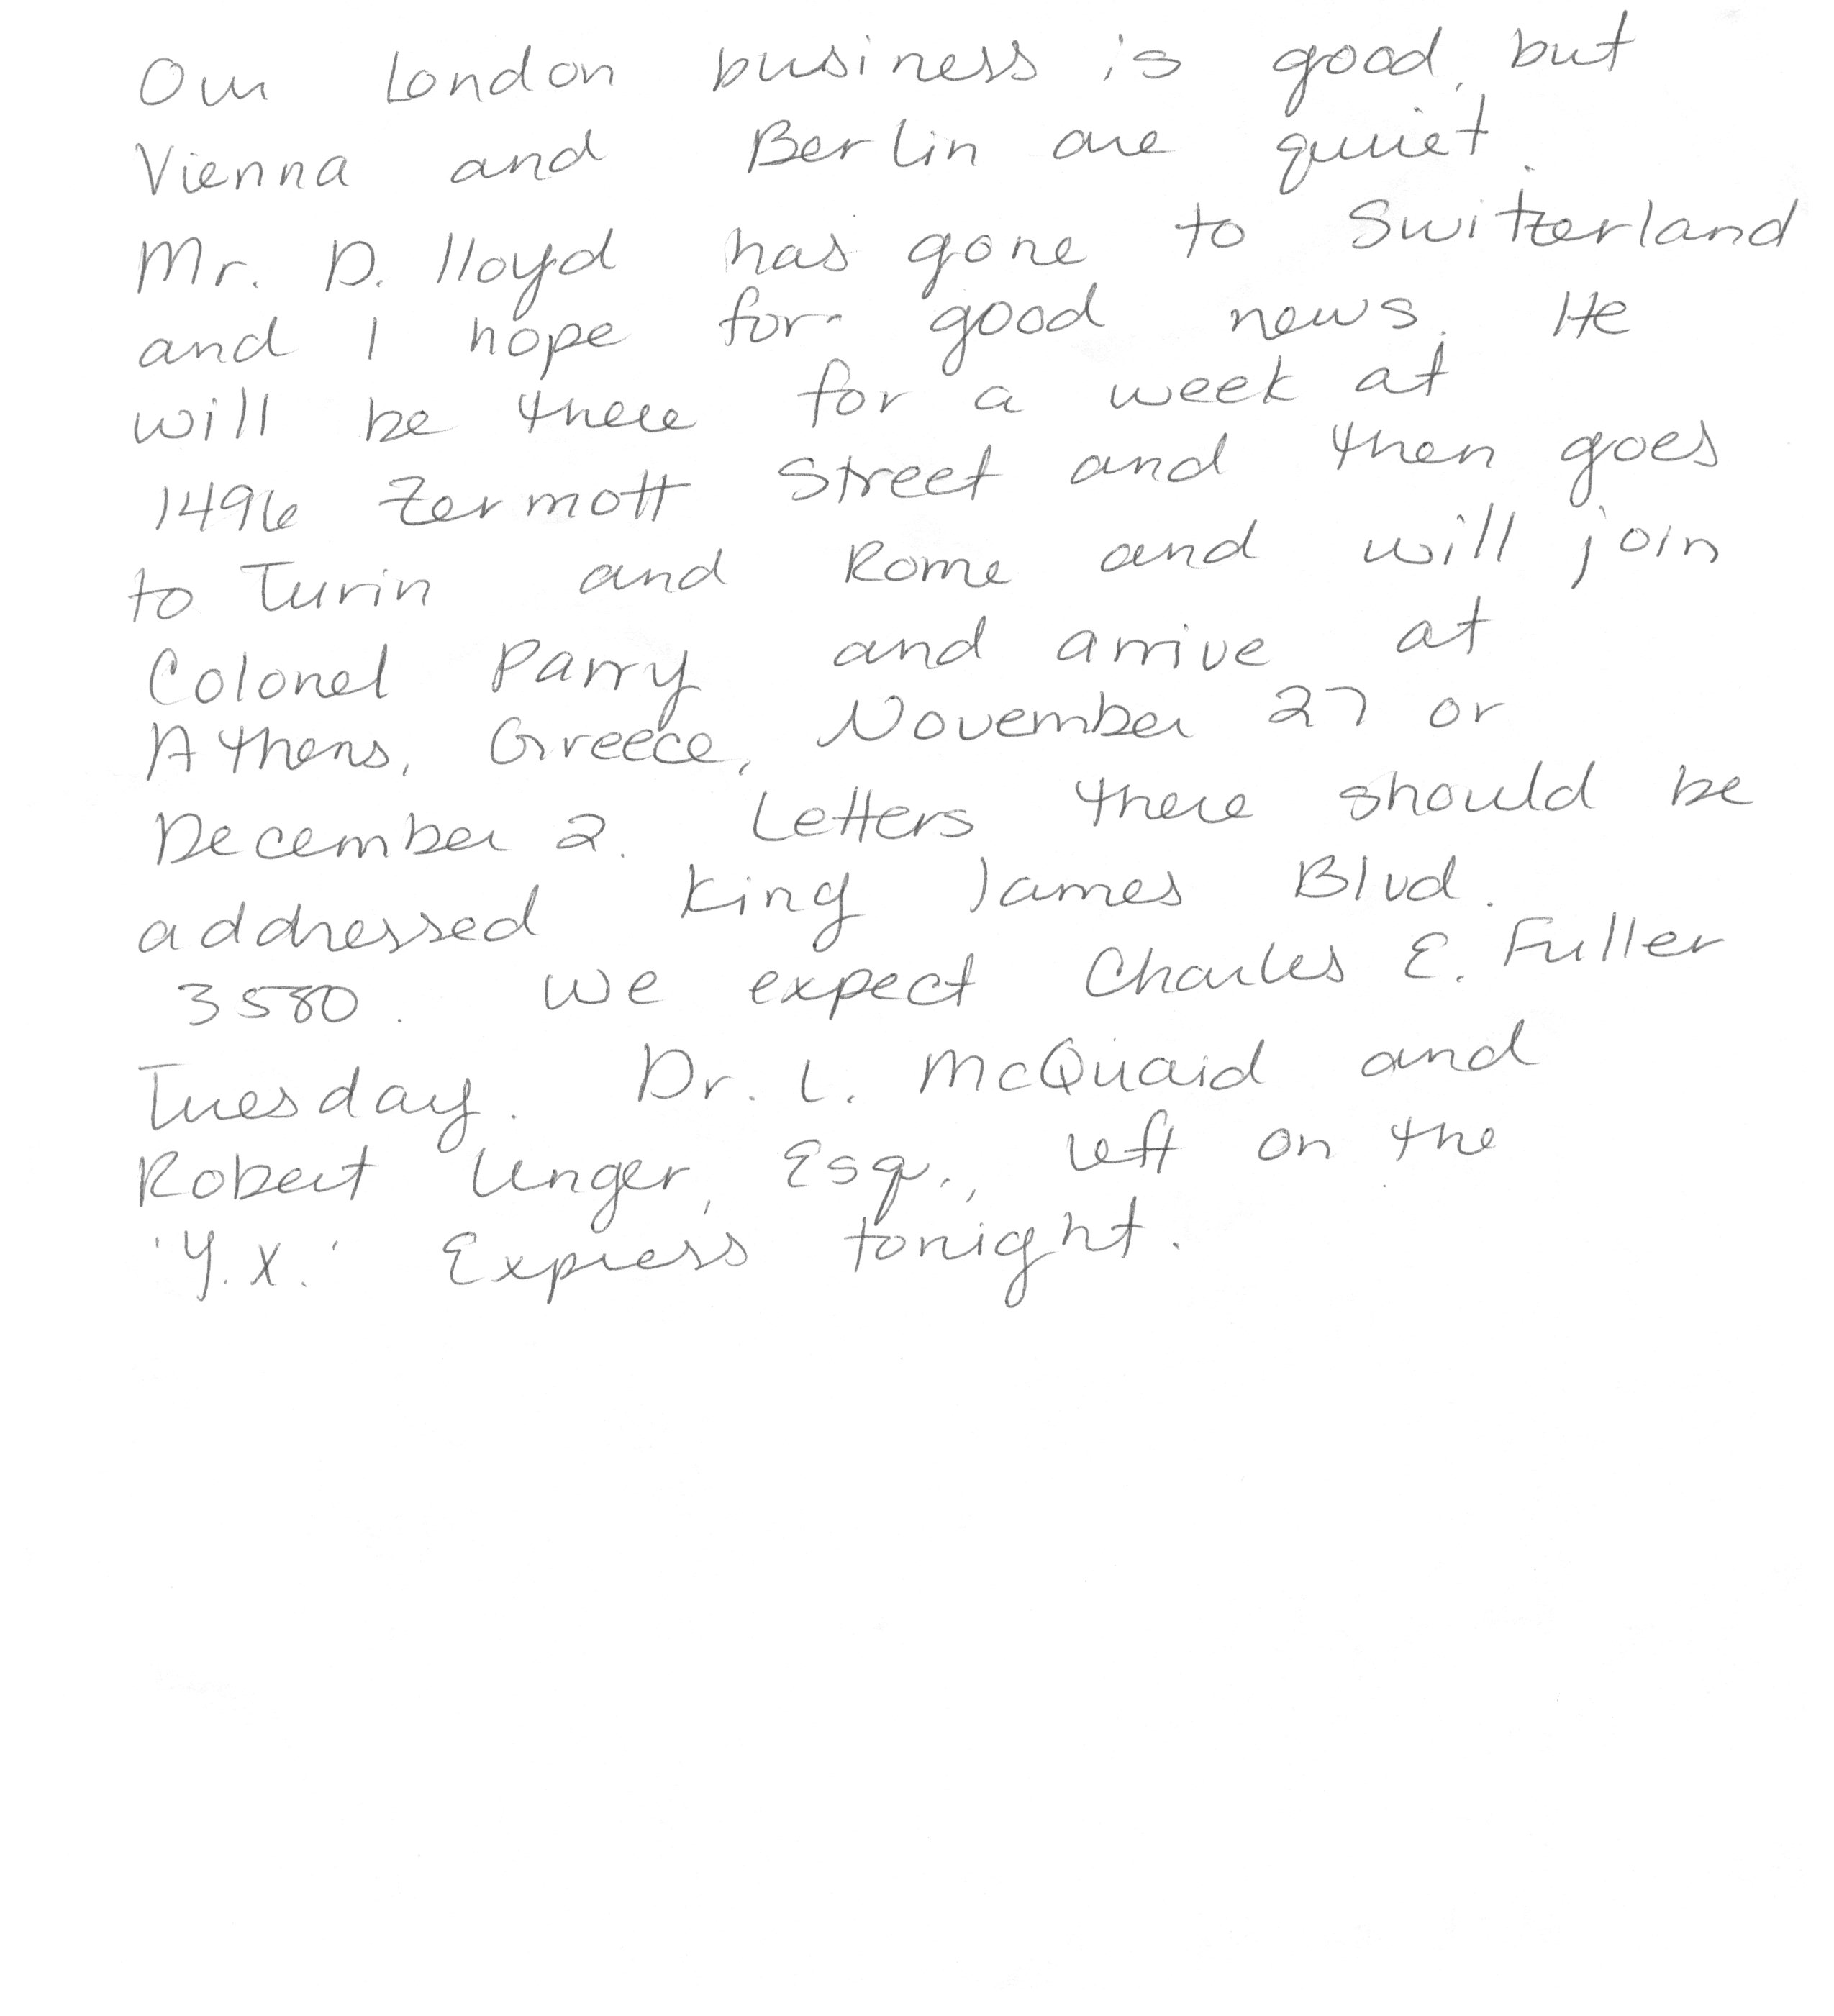 Our London business is good, but
Vienna and Berlin are quiet.
Mr. D. Lloyd has gone to Switzerland
and I hope for good news. He
will be there for a week at
1496 Zermott Street and then goes
to Turin and Rome and will join
Colonel Parry and arrive at
Athens, Greece, November 27 or
December 2. Letters there should be
addressed King James Blvd.
3580. We expect Charles E. Fuller
Tuesday. Dr. L. McQuaid and
Robert Unger, Esq., left on the
'Y.X.' Express tonight.